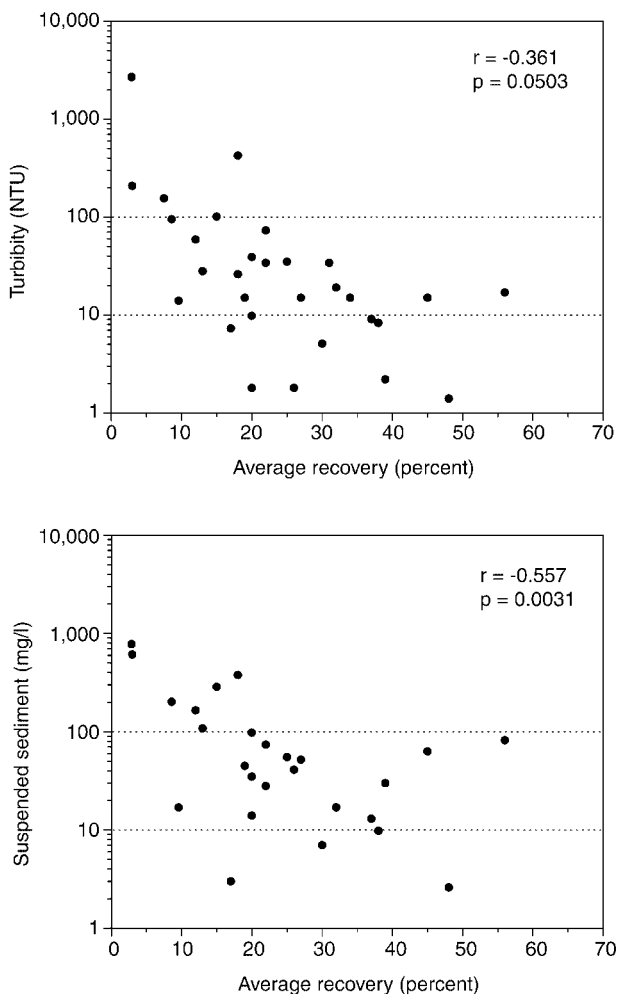 10,000
1,000
100
10
1
Turbibity (NTU)
r = -0.361
p = 0.0503
0 10 20 30 40 50 60 70
Average recovery (percent)
10,000
1,000
100
10
1
Suspended sediment (mg/l)
r = -0.557
p = 0.0031
0 10 20 30 40 50 60 70
Average recovery (percent)